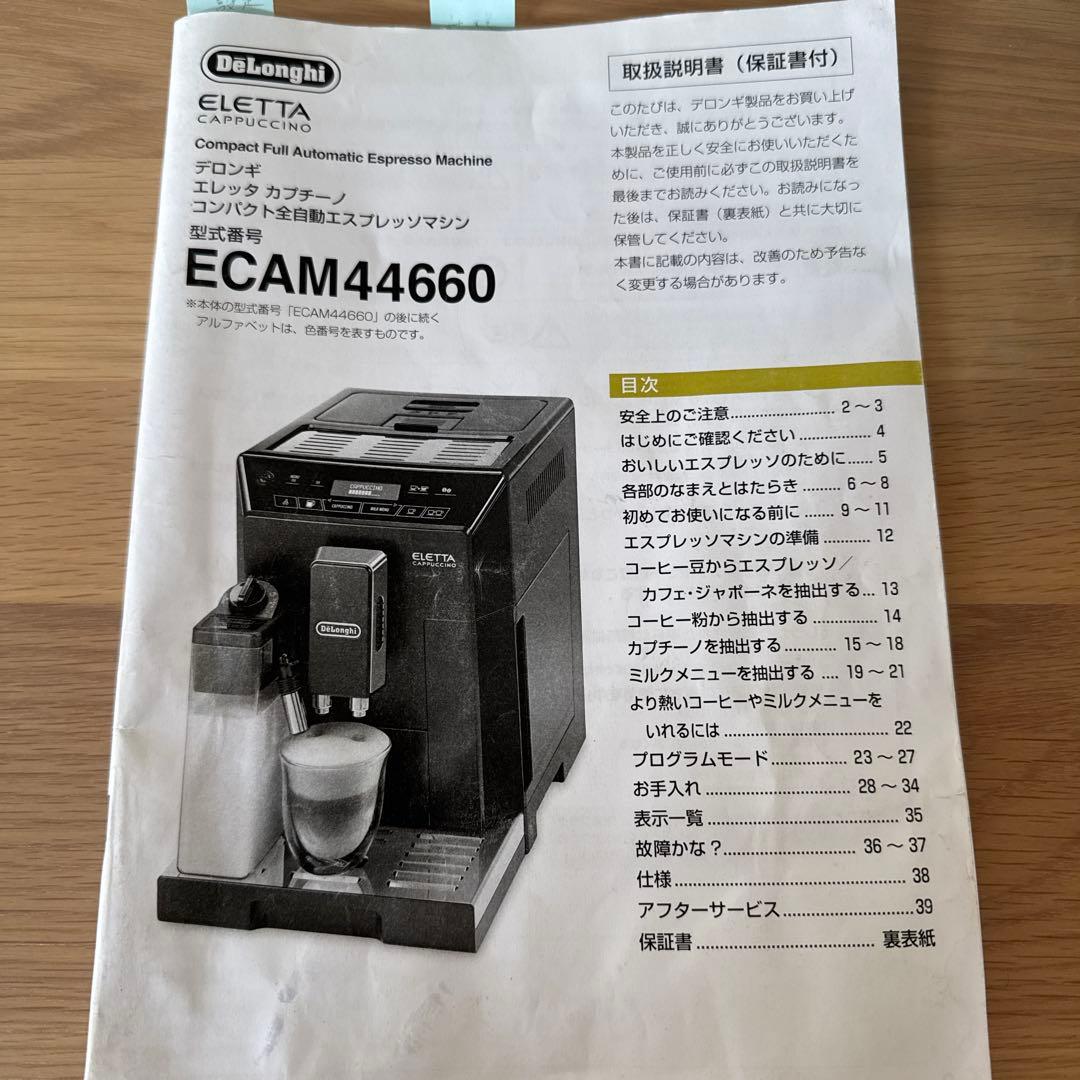 DeLonghi
ELETTA
CAPPUCCINO
Compact Full Automatic Espresso Machine
デロンギ
エレッタ カプチーノ
コンパクト全自動エスプレッソマシン
型式番号
ECAM44660
※本体の型式番号「ECAM44660」の後に続く
アルファベットは、色番号を表すものです。
取扱説明書（保証書付）
このたびは、デロンギ製品をお買い上げ
いただき、誠にありがとうございます。
本製品を正しく安全にお使いいただくた
めに、ご使用前に必ずこの取扱説明書を
最後までお読みください。お読みになっ
た後は、保証書（裏表紙）と共に大切に
保管してください。
本書に記載の内容は、改善のため予告な
く変更する場合があります。
目次
安全上のご注意......................... 2～3
はじめにご確認ください................. 4
おいしいエスプレッソのために...... 5
各部のなまえとはたらき......... 6～8
初めてお使いになる前に....... 9～11
エスプレッソマシンの準備........... 12
コーヒー豆からエスプレッソ／
カフェ・ジャポーネを抽出する... 13
コーヒー粉から抽出する............... 14
カプチーノを抽出する............ 15～18
ミルクメニューを抽出する.... 19～21
より熱いコーヒーやミルクメニューを
いれるには....................................... 22
プログラムモード.................. 23～27
お手入れ................................... 28～34
表示一覧.............................................. 35
故障かな？............................... 36～37
仕様....................................................... 38
アフターサービス...............................39
保証書.......................................... 裏表紙
CAPPUCCINO
CAPPUCCINO
MILK MENU
ELETTA
CAPPUCCINO
DeLonghi